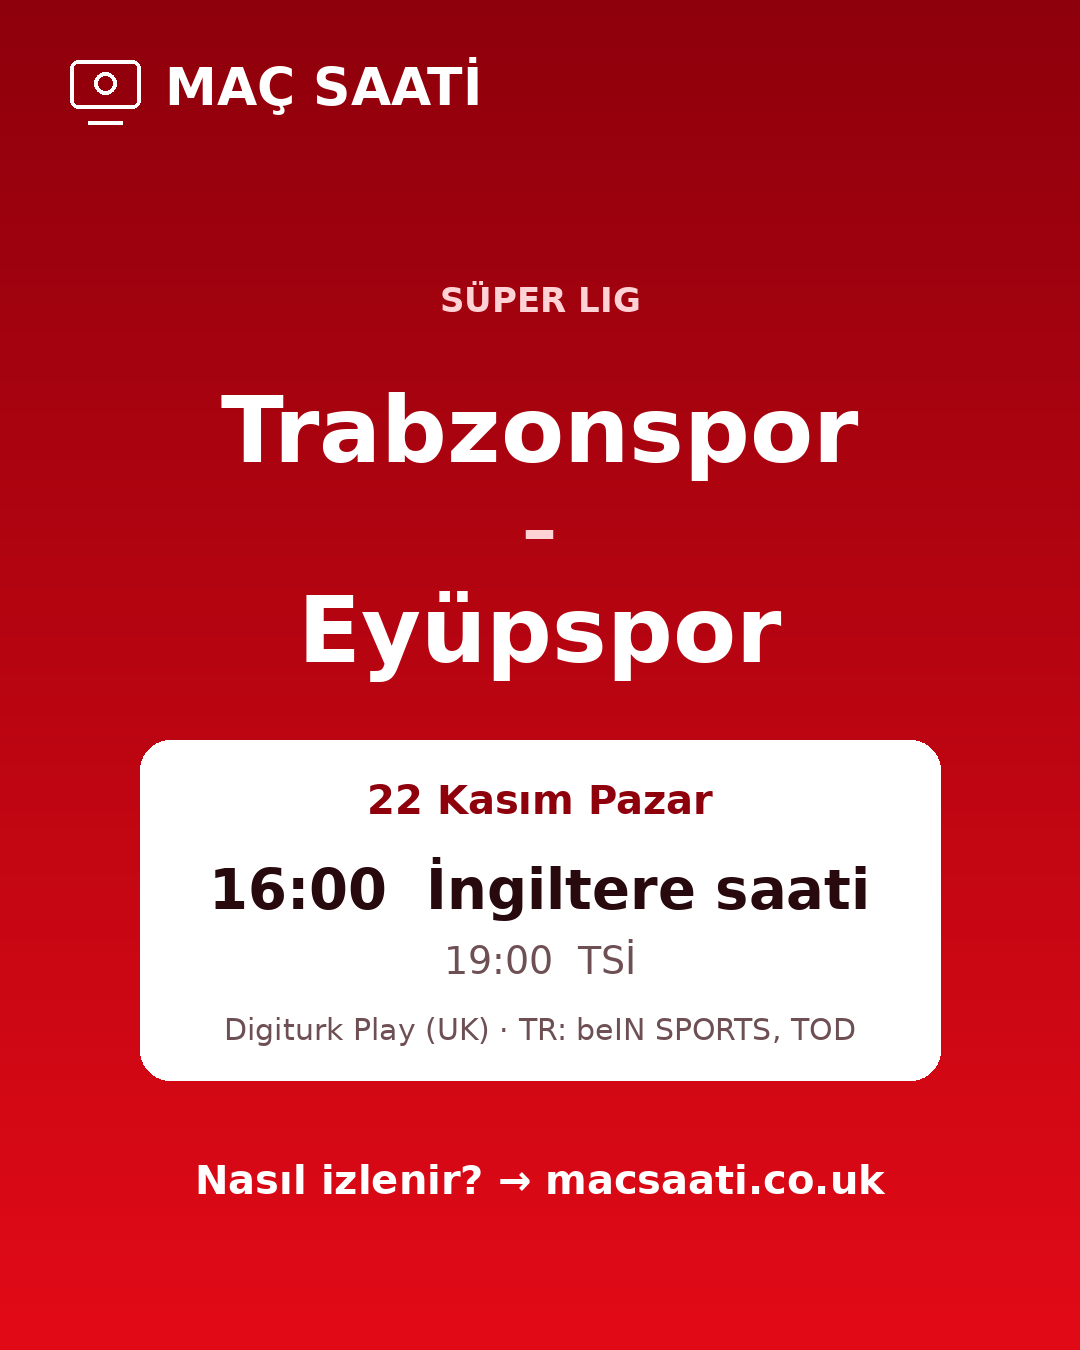 MAÇ SAATİ
SÜPER LIG
Trabzonspor
–
Eyüpspor
22 Kasım Pazar
16:00 İngiltere saati
19:00 TSİ
Digiturk Play (UK) · TR: beIN SPORTS, TOD
Nasıl izlenir? → macsaati.co.uk